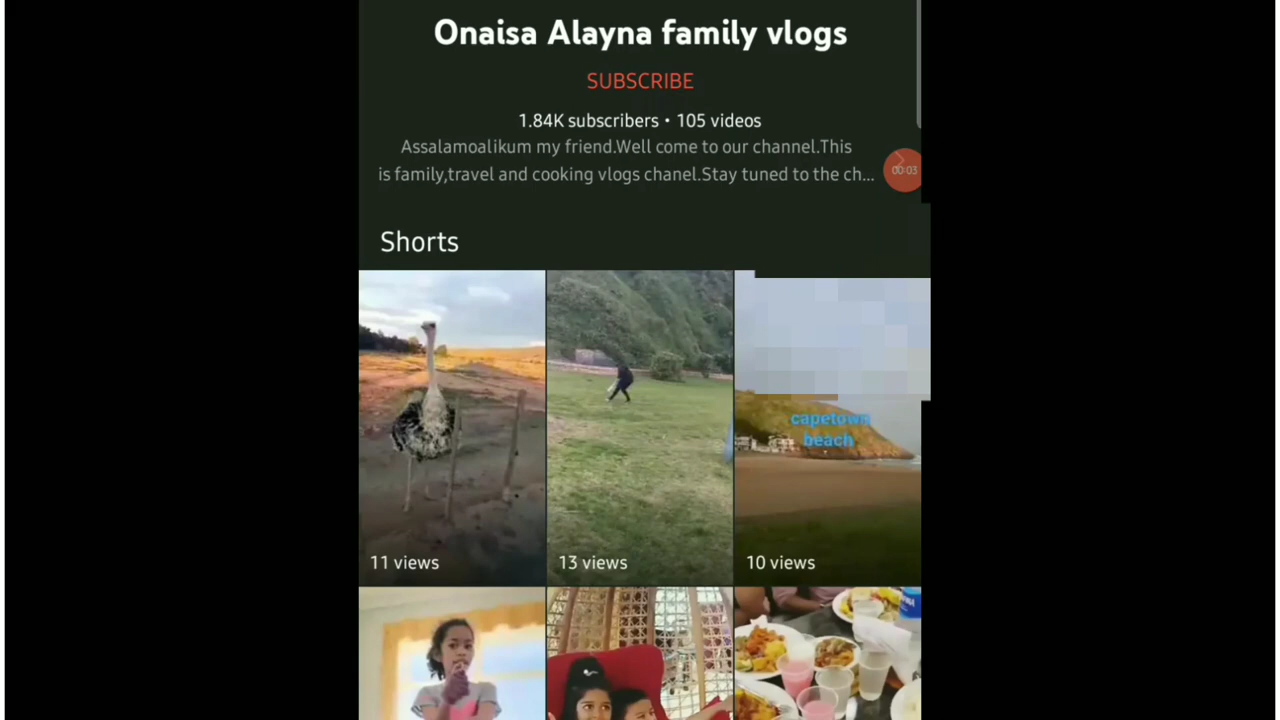 Onaisa Alayna family vlogs
SUBSCRIBE
1.84K subscribers • 105 videos
Assalamoalikum my friend.Well come to our channel.This
is family,travel and cooking vlogs chanel.Stay tuned to the ch...
00:03
Shorts
capetown
beach
11 views
13 views
10 views